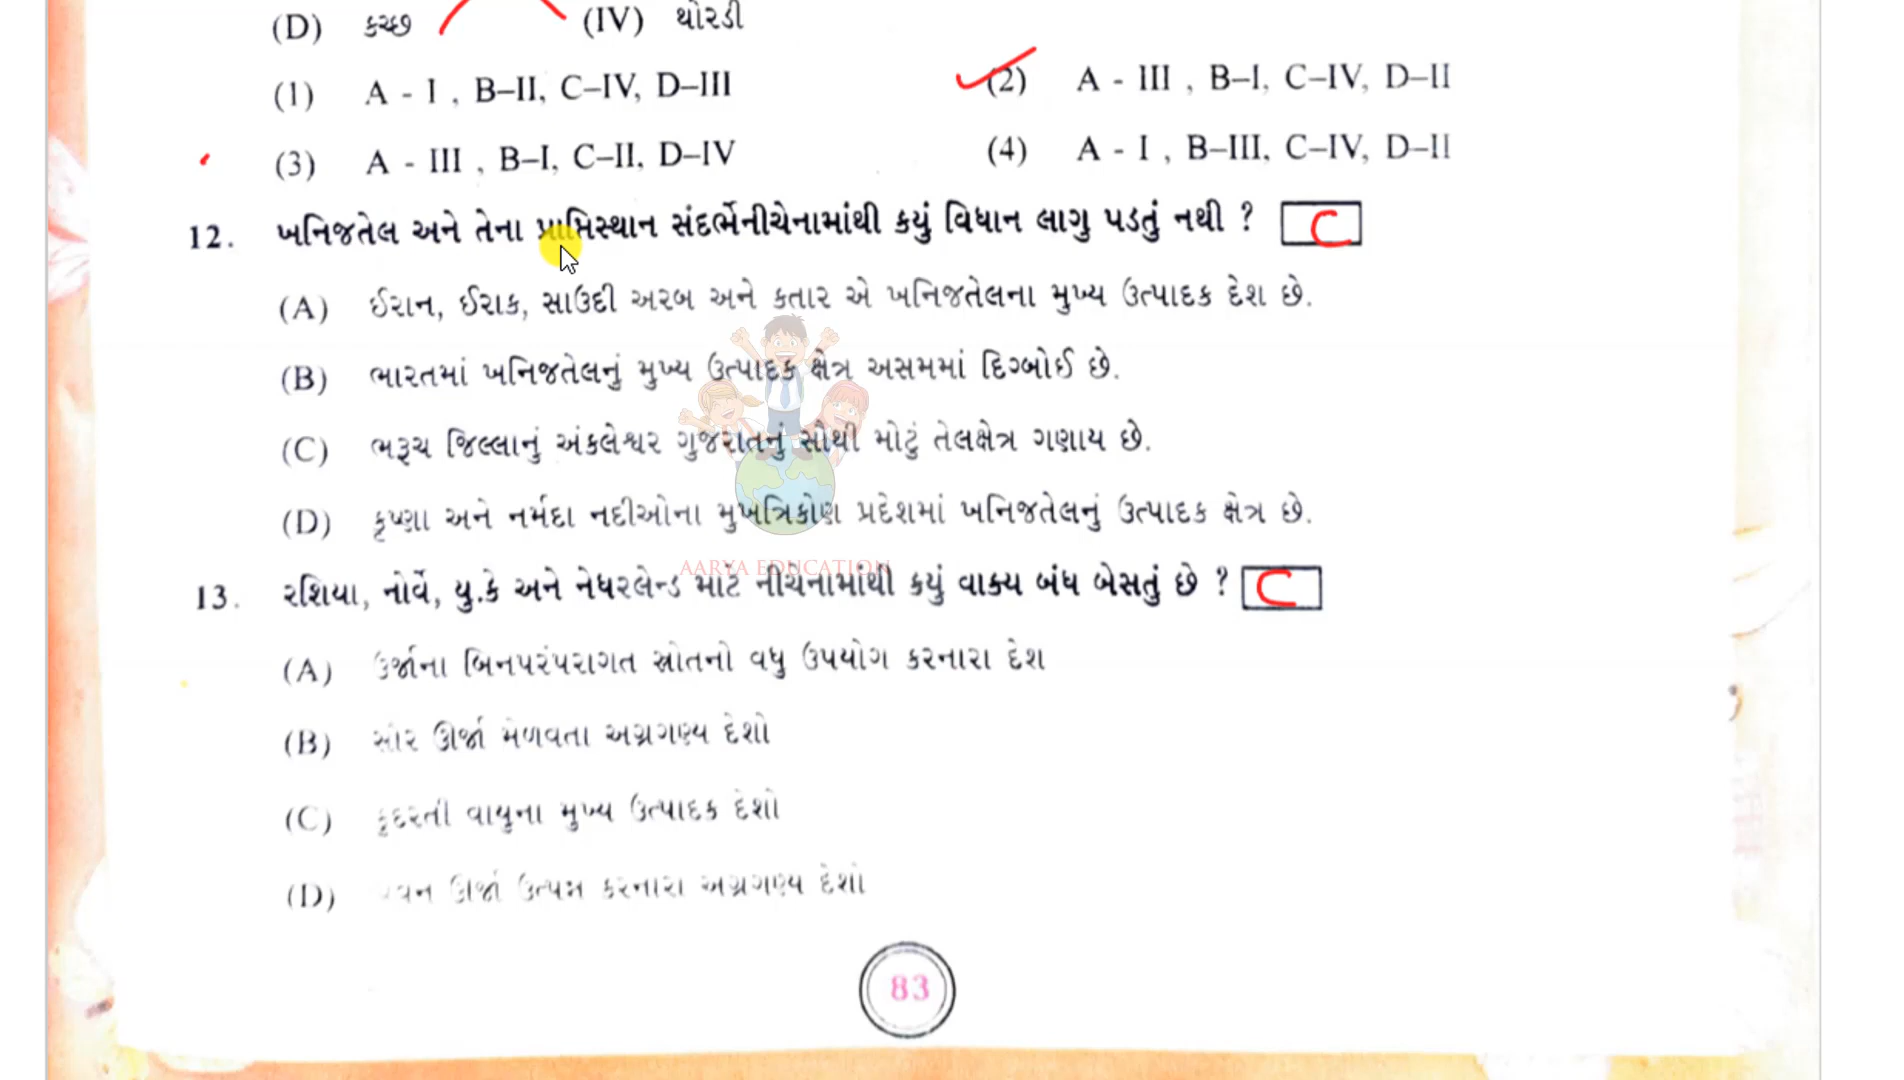 (D) કચ્છ (IV) થોરડી
(1) A - I , B–II, C–IV, D–III (2) A - III , B–I, C–IV, D–II
(3) A - III , B–I, C–II, D–IV (4) A - I , B–III, C–IV, D–II
12. ખનિજતેલ અને તેના પ્રાપ્તિસ્થાન સંદર્ભેનીચેનામાંથી કયું વિધાન લાગુ પડતું નથી ? C
(A) ઈરાન, ઈરાક, સાઉદી અરબ અને કતાર એ ખનિજતેલના મુખ્ય ઉત્પાદક દેશ છે.
(B) ભારતમાં ખનિજતેલનું મુખ્ય ઉત્પાદક ક્ષેત્ર અસમમાં દિગ્બોઈ છે.
(C) ભરૂચ જિલ્લાનું અંકલેશ્વર ગુજરાતનું સૌથી મોટું તેલક્ષેત્ર ગણાય છે.
(D) કૃષ્ણા અને નર્મદા નદીઓના મુખત્રિકોણ પ્રદેશમાં ખનિજતેલનું ઉત્પાદક ક્ષેત્ર છે.
AARYA EDUCATION
13. રશિયા, નોર્વે, યુ.કે અને નેધરલેન્ડ માટે નીચેનામાંથી કયું વાક્ય બંધ બેસતું છે ? C
(A) ઉર્જાના બિનપરંપરાગત સ્રોતનો વધુ ઉપયોગ કરનારા દેશ
(B) સૌર ઊર્જા મેળવતા અગ્રગણ્ય દેશો
(C) કુદરતી વાયુના મુખ્ય ઉત્પાદક દેશો
(D) પવન ઊર્જા ઉત્પન્ન કરનારા અગ્રગણ્ય દેશો
83